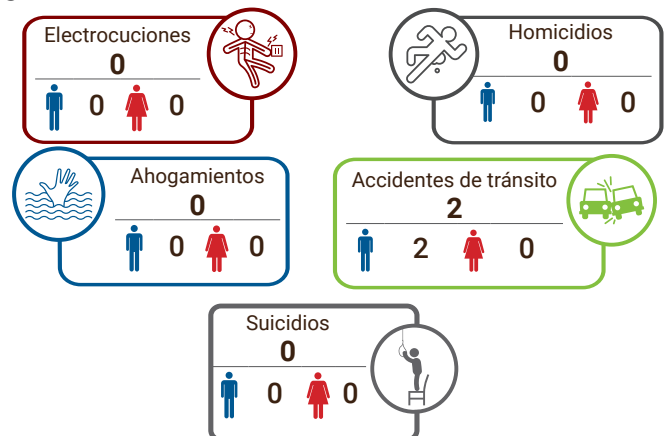 Electrocuciones
0
0 0
Homicidios
0
0 0
Ahogamientos
0
0 0
Accidentes de tránsito
2
2 0
Suicidios
0
0 0